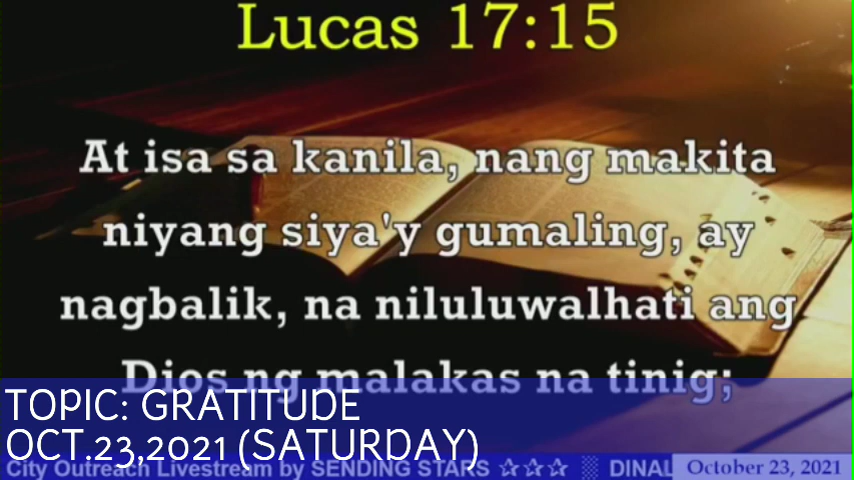 Lucas 17:15
At isa sa kanila, nang makita
niyang siya'y gumaling, ay
nagbalik, na niluluwalhati ang
Dios ng malakas na tinig;
TOPIC: GRATITUDE
OCT.23,2021 (SATURDAY)
City Outreach Livestream by SENDING STARS ☆☆☆ ░ DINAL
October 23, 2021